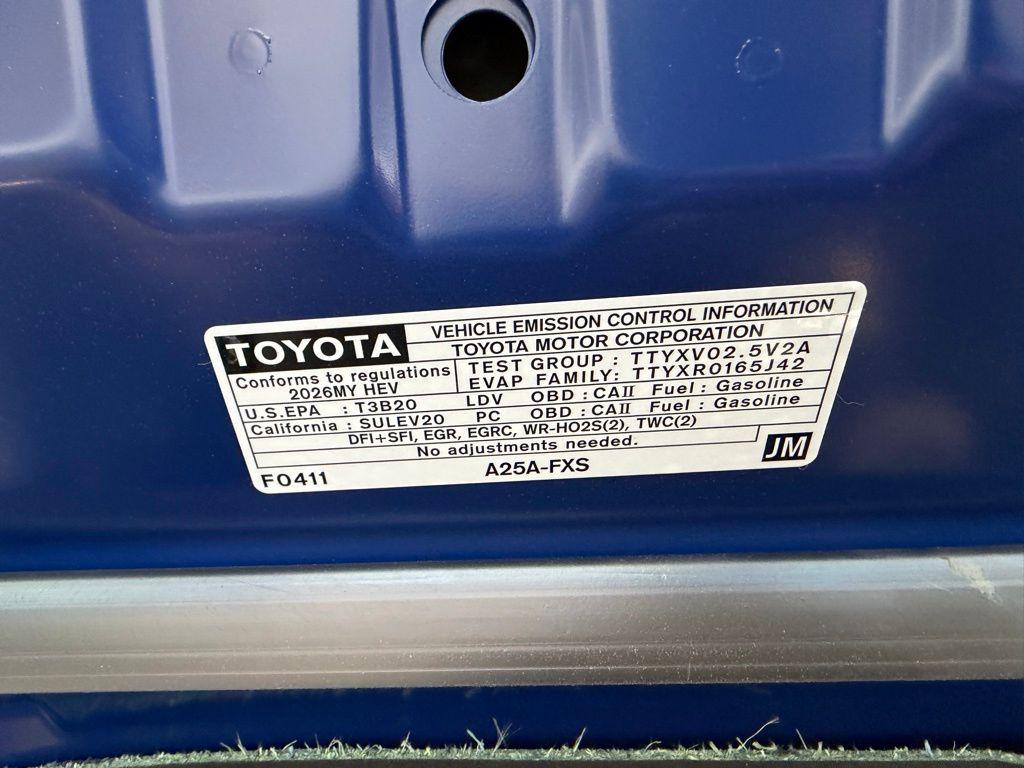 TOYOTA
VEHICLE EMISSION CONTROL INFORMATION
TOYOTA MOTOR CORPORATION
Conforms to regulations
2026MY HEV
TEST GROUP : TTYXV02.5V2A
EVAP FAMILY: TTYXR0165J42
U.S.EPA : T3B20 LDV OBD : CAII Fuel : Gasoline
California : SULEV20 PC OBD : CAII Fuel : Gasoline
DFI+SFI, EGR, EGRC, WR-HO2S(2), TWC(2)
No adjustments needed.
JM
F0411
A25A-FXS